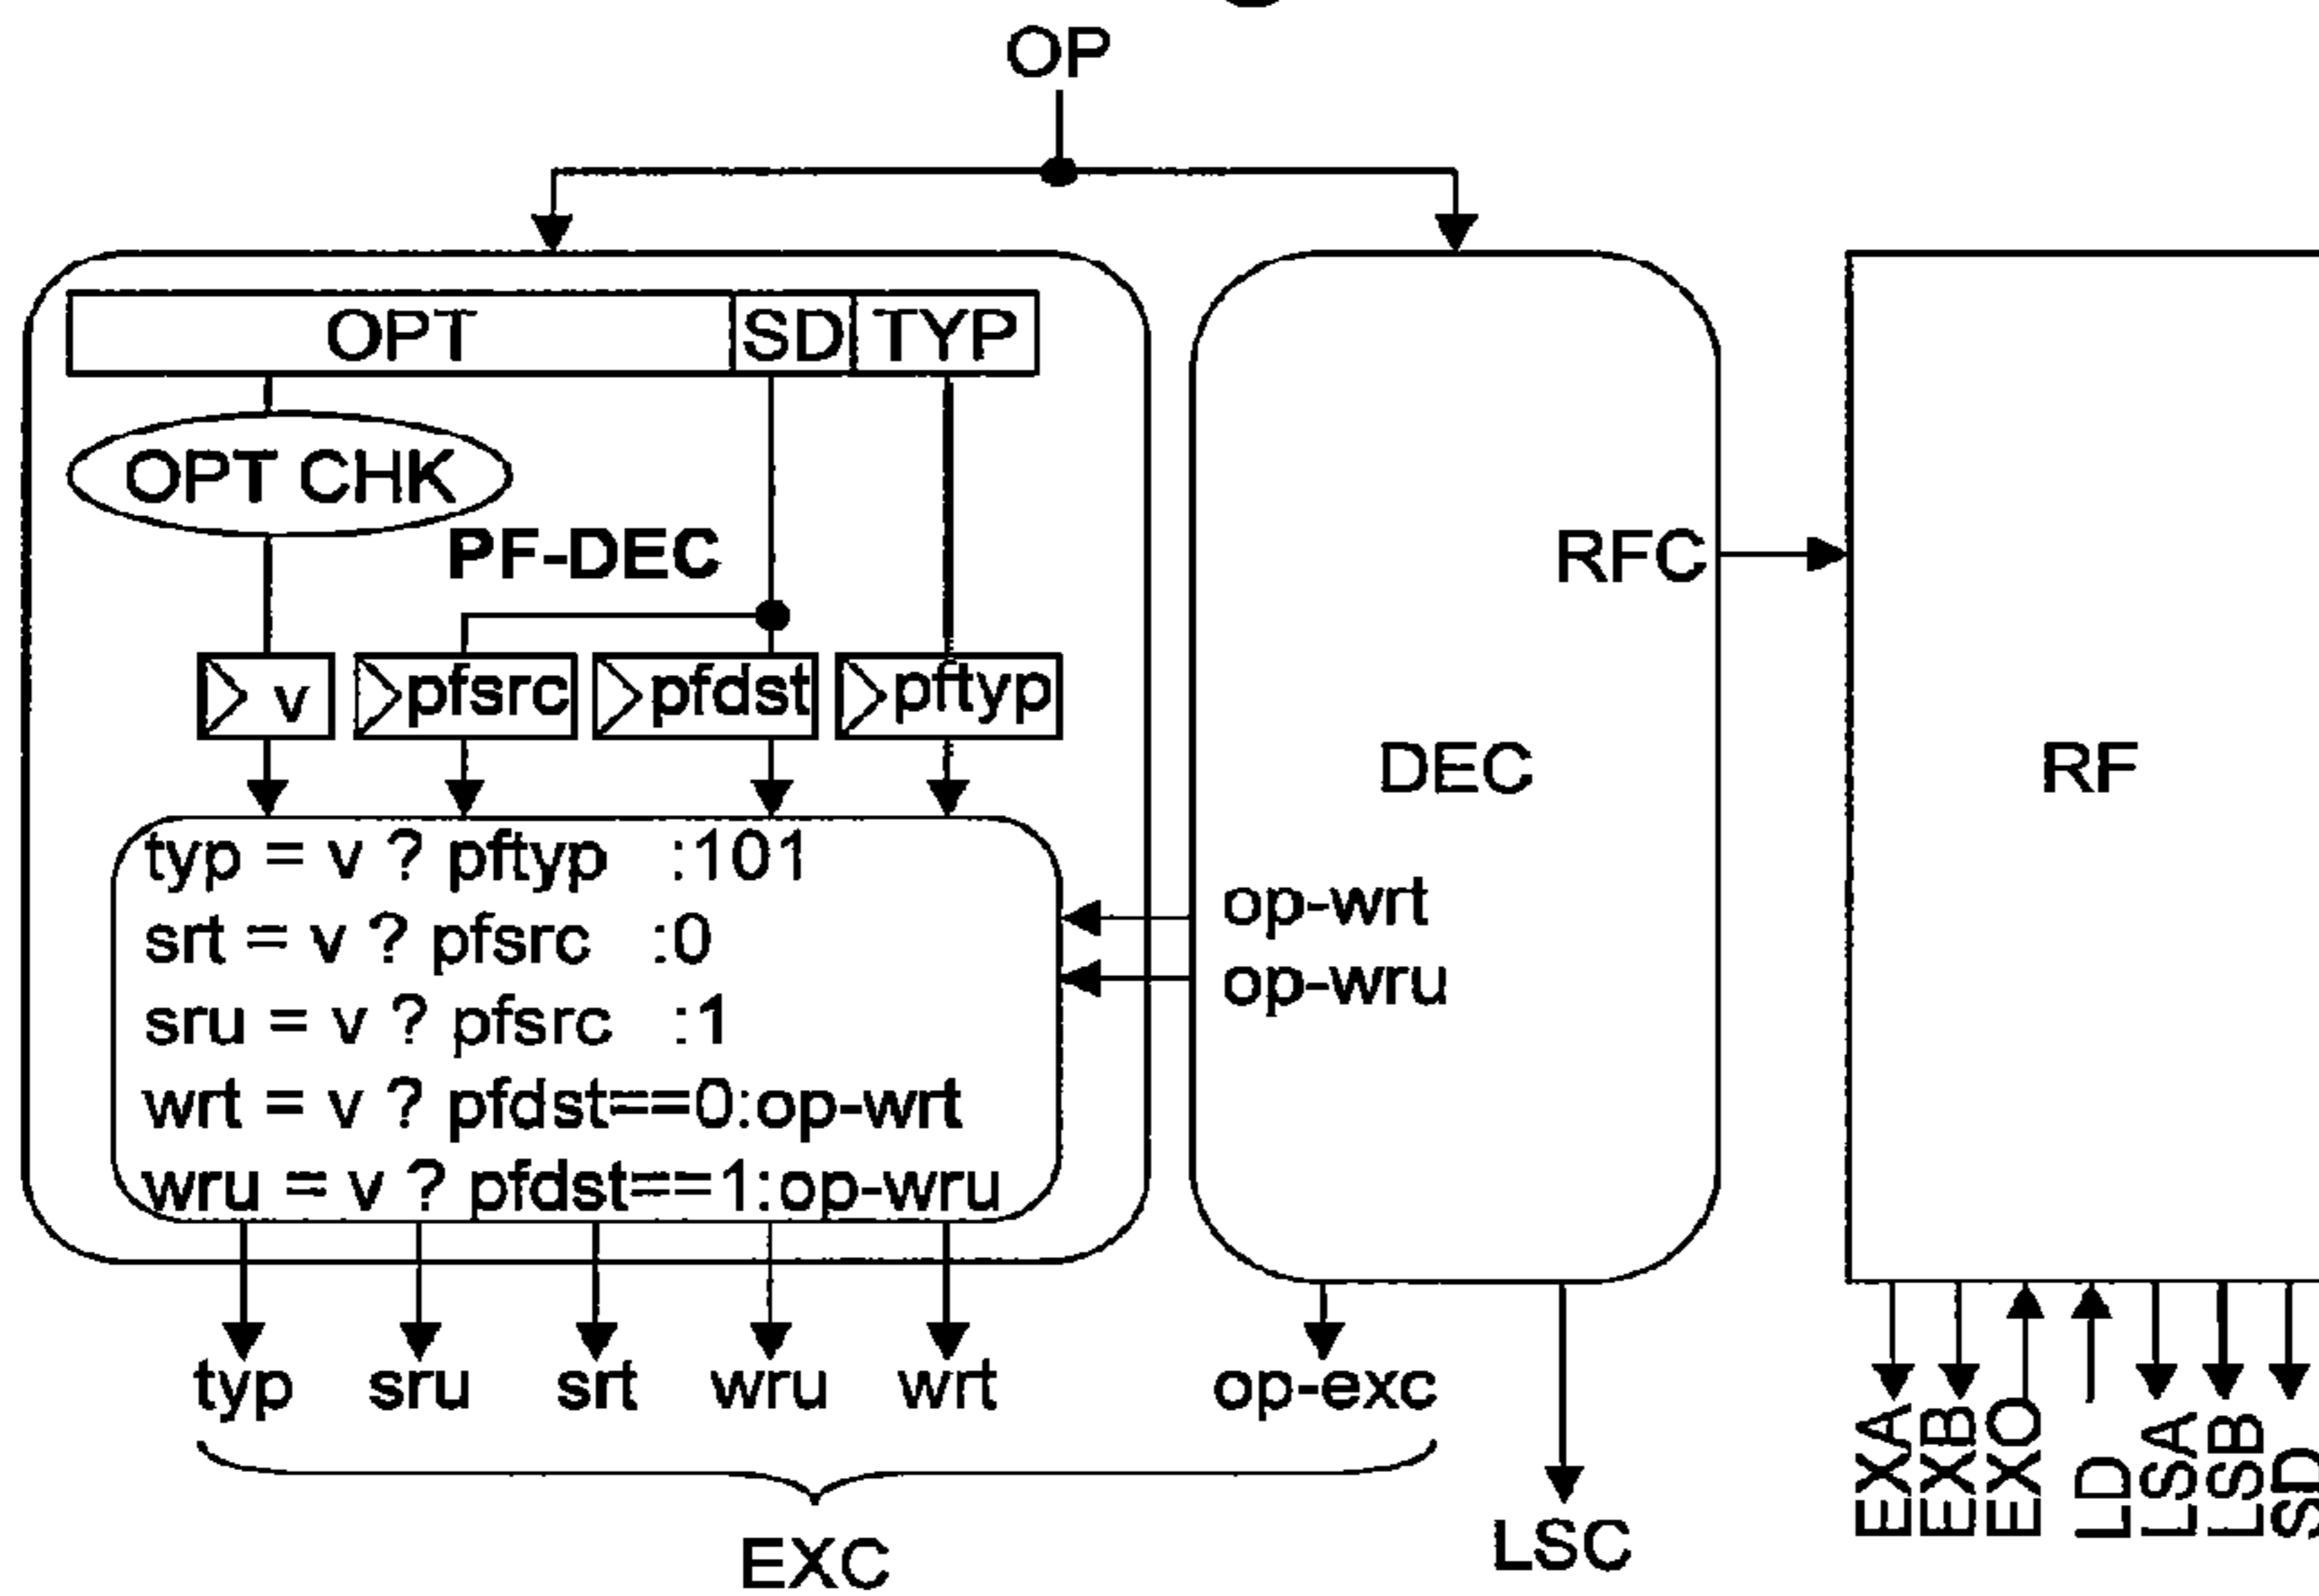 OP
OPT SD TYP
OPT CHK
PF-DEC
RFC
v pfsrc pfdst pftyp
DEC
RF
typ = v ? pftyp :101
srt = v ? pfsrc :0
sru = v ? pfsrc :1
wrt = v ? pfdst==0:op-wrt
wru = v ? pfdst==1:op-wru
op-wrt
op-wru
typ sru srt wru wrt op-exc
EXC
LSC
EXA
EXB
EXO
LD
LSA
LSB
SD